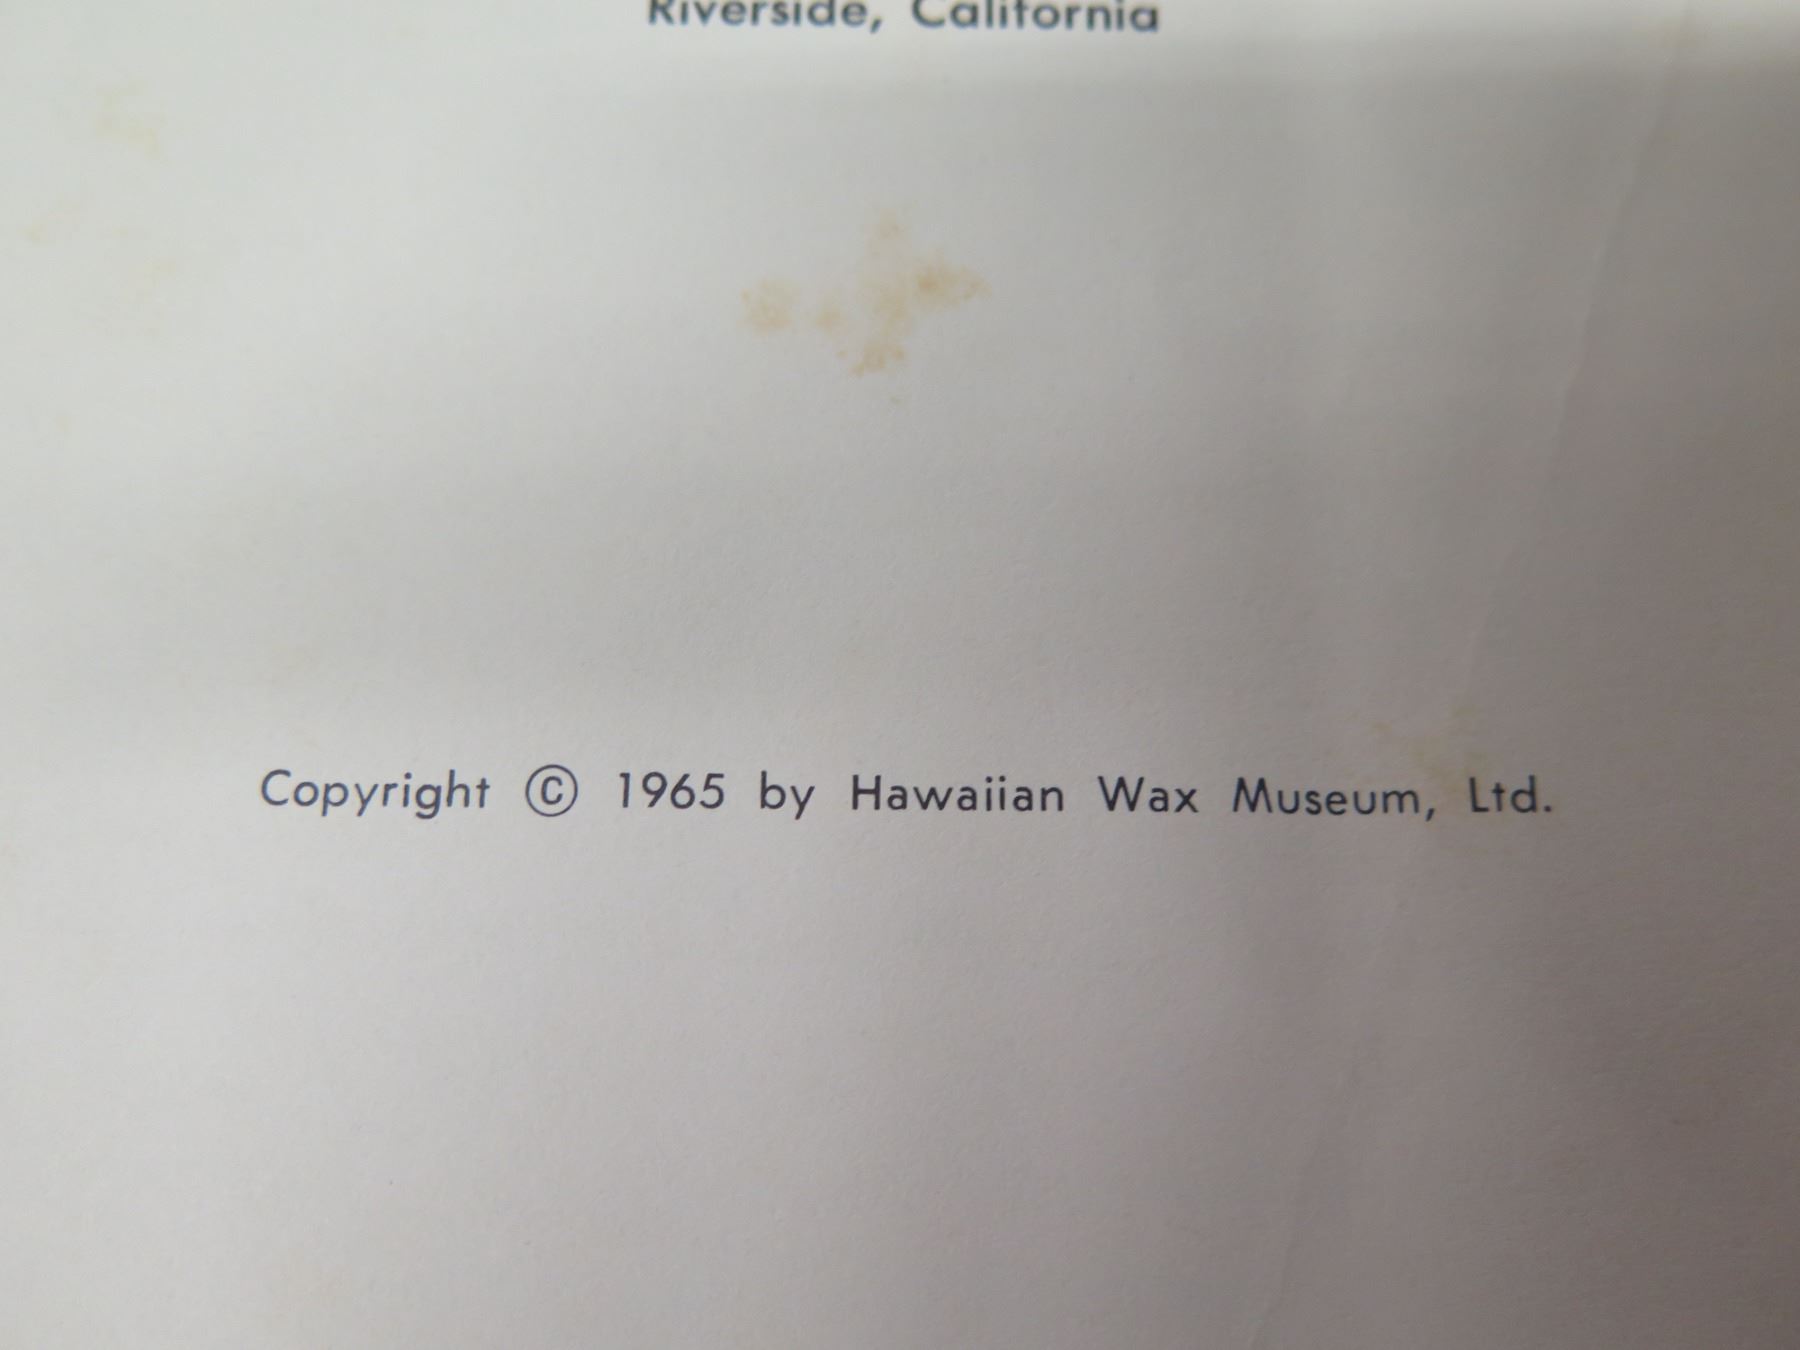 Riverside, California
Copyright © 1965 by Hawaiian Wax Museum, Ltd.